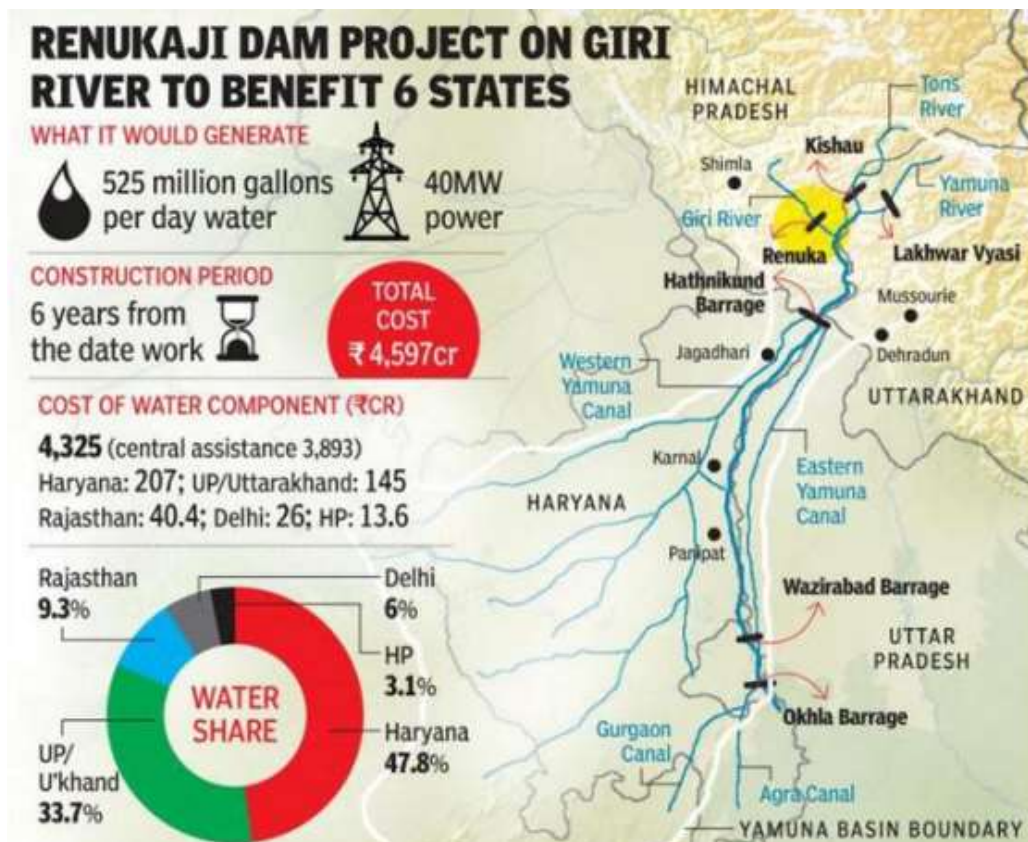 RENUKAJI DAM PROJECT ON GIRI
RIVER TO BENEFIT 6 STATES
WHAT IT WOULD GENERATE
525 million gallons
per day water
40MW
power
CONSTRUCTION PERIOD
6 years from
the date work
TOTAL
COST
₹4,597cr
COST OF WATER COMPONENT (₹CR)
4,325 (central assistance 3,893)
Haryana: 207; UP/Uttarakhand: 145
Rajasthan: 40.4; Delhi: 26; HP: 13.6
Rajasthan
9.3%
Delhi
6%
HP
3.1%
Haryana
47.8%
UP/
U'khand
33.7%
WATER
SHARE
HIMACHAL
PRADESH
Tons
River
Kishau
Shimla
Giri River
Yamuna
River
Renuka
Lakhwar Vyasi
Hathnikund
Barrage
Mussourie
Jagadhari
Dehradun
Western
Yamuna
Canal
UTTARAKHAND
Karnal
Eastern
Yamuna
Canal
HARYANA
Panipat
Wazirabad Barrage
UTTAR
PRADESH
Okhla Barrage
Gurgaon
Canal
Agra Canal
YAMUNA BASIN BOUNDARY